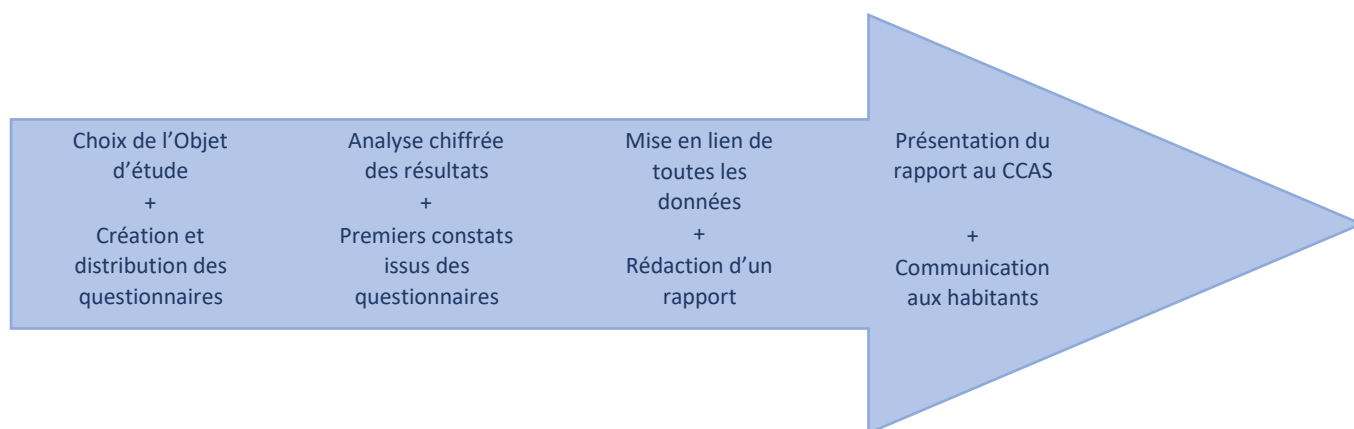 Choix de l’Objet
d’étude
+
Création et
distribution des
questionnaires
Analyse chiffrée
des résultats
+
Premiers constats
issus des
questionnaires
Mise en lien de
toutes les
données
+
Rédaction d’un
rapport
Présentation du
rapport au CCAS
+
Communication
aux habitants